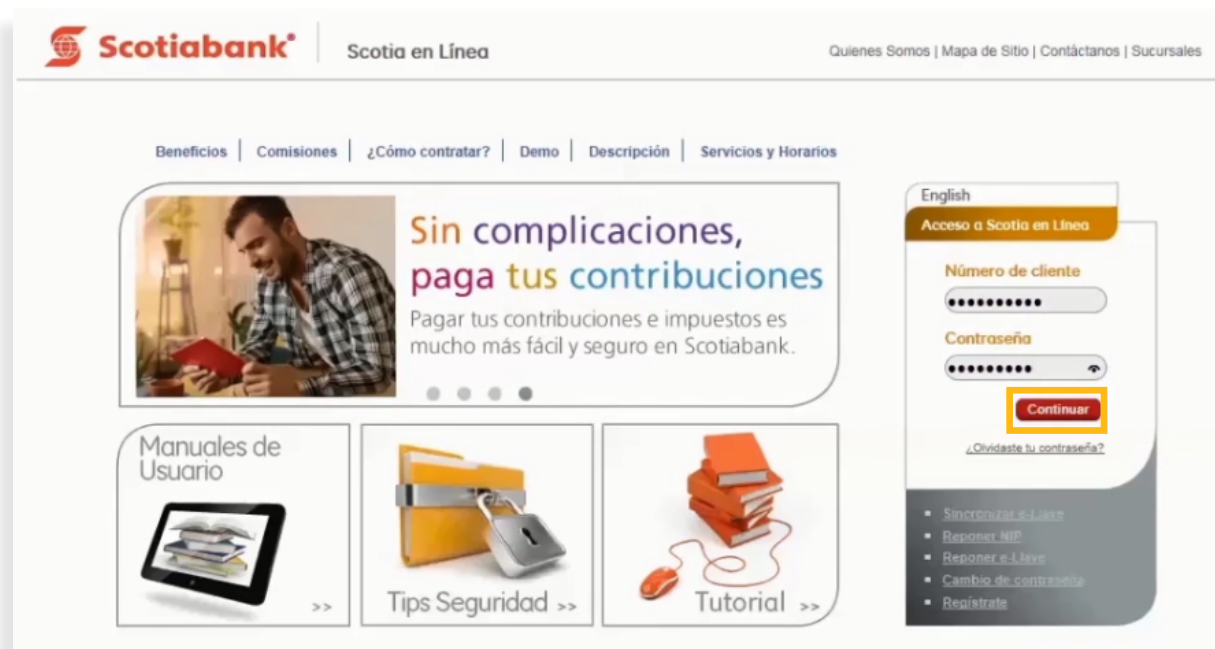 Scotiabank®
Scotia en Línea
Quienes Somos | Mapa de Sitio | Contáctanos | Sucursales
Beneficios | Comisiones | ¿Cómo contratar? | Demo | Descripción | Servicios y Horarios
Sin complicaciones,
paga tus contribuciones
Pagar tus contribuciones e impuestos es
mucho más fácil y seguro en Scotiabank.
English
Acceso a Scotia en Línea
Número de cliente
••••••••••
Contraseña
•••••••••
Continuar
¿Olvidaste tu contraseña?
Manuales de
Usuario
>>
Tips Seguridad >>
Tutorial >>
Sincronizar e-Llave
Reponer NIP
Reponer e-Llave
Cambio de contraseña
Regístrate